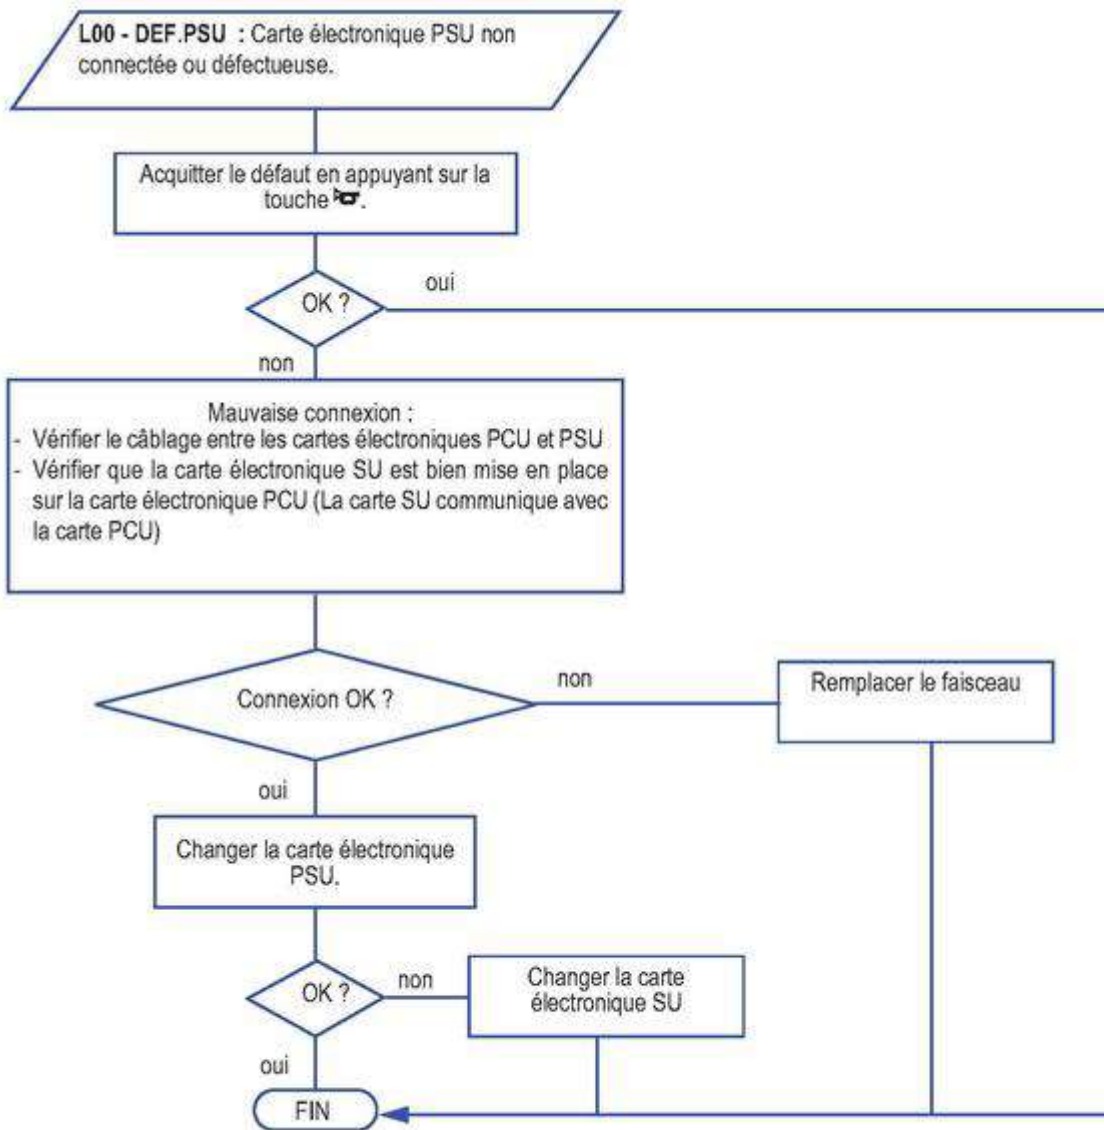 L00 - DEF.PSU : Carte électronique PSU non
connectée ou défectueuse.
Acquitter le défaut en appuyant sur la
touche .
OK ?
oui
non
Mauvaise connexion :
- Vérifier le câblage entre les cartes électroniques PCU et PSU
- Vérifier que la carte électronique SU est bien mise en place
sur la carte électronique PCU (La carte SU communique avec
la carte PCU)
Connexion OK ?
non
Remplacer le faisceau
oui
Changer la carte électronique
PSU.
OK ?
non
Changer la carte
électronique SU
oui
FIN